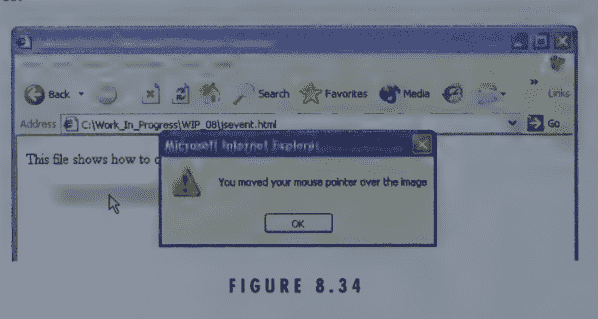 Back Search Favorites Media Links
Address C:\Work_In_Progress\WIP_08\jsevent.html Go
Microsoft Internet Explorer
This file shows how to
You moved your mouse pointer over the image
OK
FIGURE 8.34